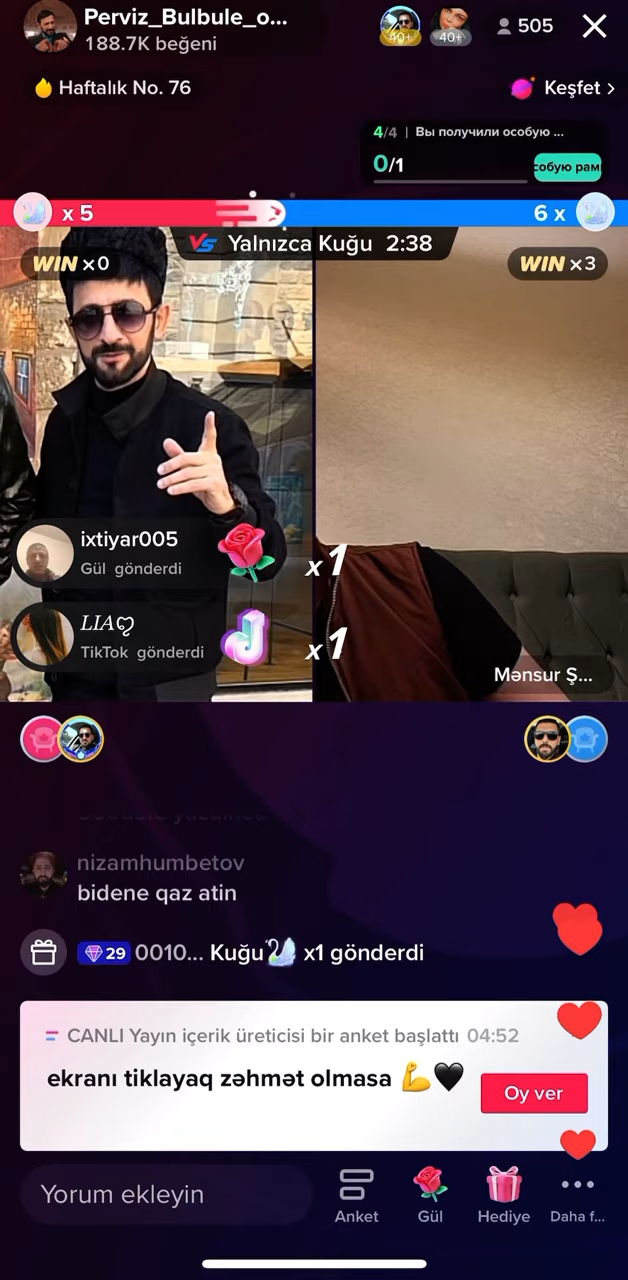 Perviz_Bulbule_o...
188.7K beğeni
40+
40+
505
Haftalık No. 76
Keşfet >
4/4 | Вы получили особую ...
0/1
собую рам
x 5
6 x
VS Yalnızca Kuğu 2:38
WIN x0
WIN x3
ixtiyar005
Gül gönderdi
x1
LIA
TikTok gönderdi
x1
Mənsur Ş...
nizamhumbetov
bidene qaz atin
29 0010... Kuğu x1 gönderdi
CANLI Yayın içerik üreticisi bir anket başlattı 04:52
ekranı tiklayaq zəhmət olmasa 💪🖤
Oy ver
Yorum ekleyin
Anket
Gül
Hediye
Daha f...